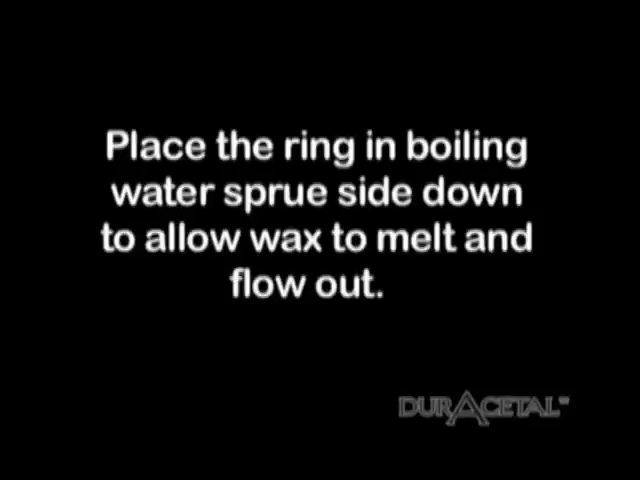 Place the ring in boiling
water sprue side down
to allow wax to melt and
flow out.
DURACETAL™